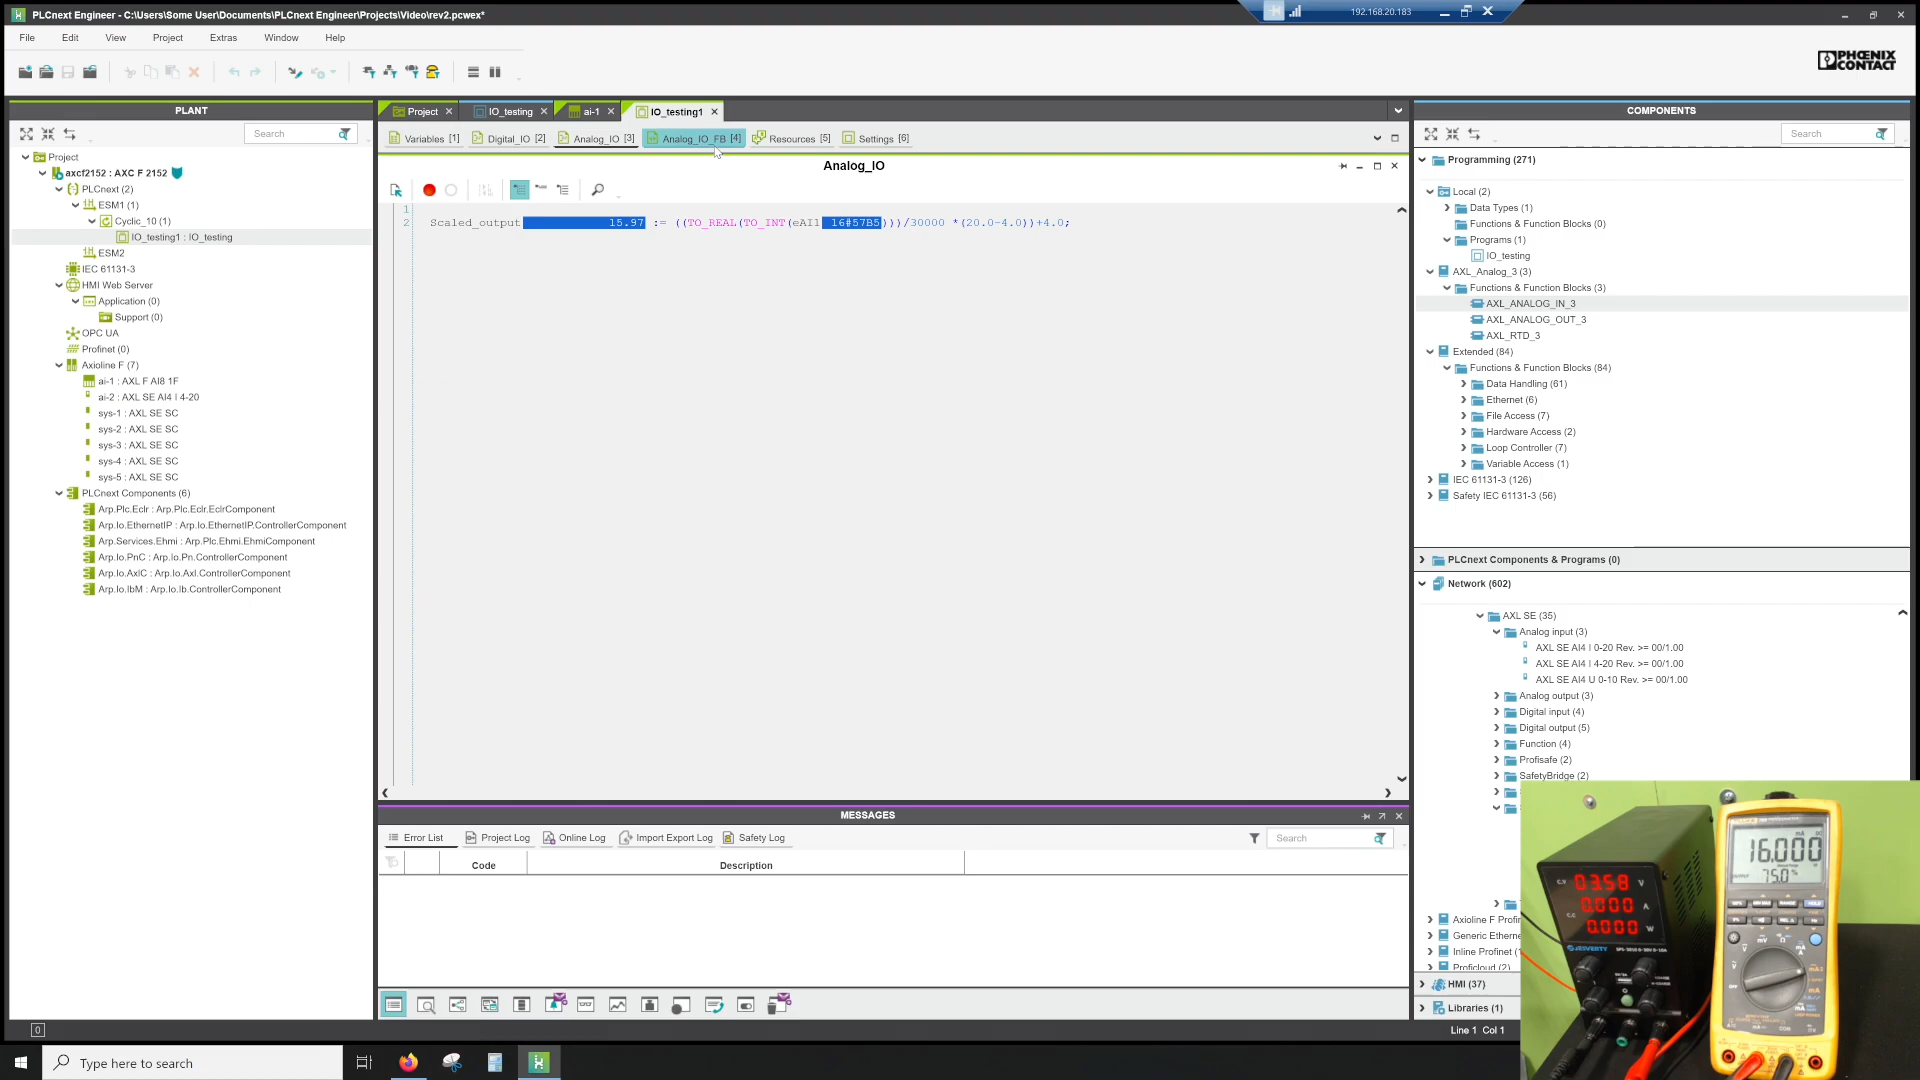 PLCnext Engineer - C:\Users\Some User\Documents\PLCnext Engineer\Projects\Video\rev2.pcwex*
192.168.20.183
File Edit View Project Extras Window Help
PHŒNIX CONTACT
PLANT
Search
Project
axcf2152 : AXC F 2152
PLCnext (2)
ESM1 (1)
Cyclic_10 (1)
IO_testing1 : IO_testing
ESM2
IEC 61131-3
HMI Web Server
Application (0)
Support (0)
OPC UA
Profinet (0)
Axioline F (7)
ai-1 : AXL F AI8 1F
ai-2 : AXL SE AI4 I 4-20
sys-1 : AXL SE SC
sys-2 : AXL SE SC
sys-3 : AXL SE SC
sys-4 : AXL SE SC
sys-5 : AXL SE SC
PLCnext Components (6)
Arp.Plc.Eclr : Arp.Plc.Eclr.EclrComponent
Arp.Io.EthernetIP : Arp.Io.EthernetIP.ControllerComponent
Arp.Services.Ehmi : Arp.Plc.Ehmi.EhmiComponent
Arp.Io.PnC : Arp.Io.Pn.ControllerComponent
Arp.Io.AxlC : Arp.Io.Axl.ControllerComponent
Arp.Io.IbM : Arp.Io.Ib.ControllerComponent
Project IO_testing ai-1 IO_testing1
Variables [1] Digital_IO [2] Analog_IO [3] Analog_IO_FB [4] Resources [5] Settings [6]
Analog_IO
1
2 Scaled_output 15.97 := ((TO_REAL(TO_INT(eAI1 16#57B5)))/30000 *(20.0-4.0))+4.0;
MESSAGES
Error List Project Log Online Log Import Export Log Safety Log Search
Code Description
COMPONENTS
Search
Programming (271)
Local (2)
Data Types (1)
Functions & Function Blocks (0)
Programs (1)
IO_testing
AXL_Analog_3 (3)
Functions & Function Blocks (3)
AXL_ANALOG_IN_3
AXL_ANALOG_OUT_3
AXL_RTD_3
Extended (84)
Functions & Function Blocks (84)
Data Handling (61)
Ethernet (6)
File Access (7)
Hardware Access (2)
Loop Controller (7)
Variable Access (1)
IEC 61131-3 (126)
Safety IEC 61131-3 (56)
PLCnext Components & Programs (0)
Network (602)
AXL SE (35)
Analog input (3)
AXL SE AI4 I 0-20 Rev. >= 00/1.00
AXL SE AI4 I 4-20 Rev. >= 00/1.00
AXL SE AI4 U 0-10 Rev. >= 00/1.00
Analog output (3)
Digital input (4)
Digital output (5)
Function (4)
Profisafe (2)
SafetyBridge (2)
Axioline F Profin
Generic Etherne
Inline Profinet (
Proficloud (2)
HMI (37)
Libraries (1)
Line 1 Col 1
03.58 V
0.000 A
0.000 W
16.000
mA
75.0 %
0
Type here to search